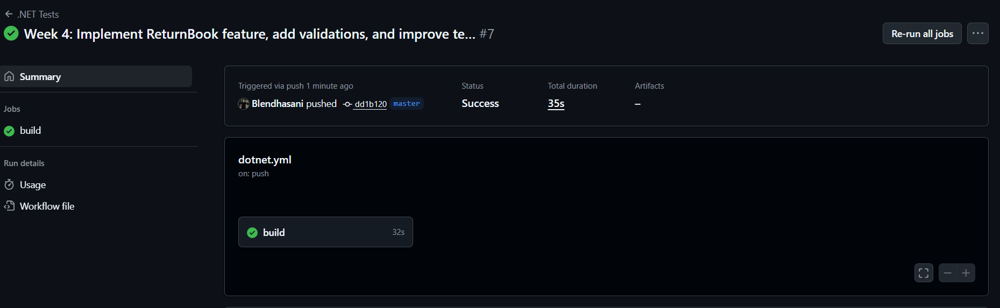 .NET Tests
Week 4: Implement ReturnBook feature, add validations, and improve te... #7
Re-run all jobs
Summary
Jobs
build
Run details
Usage
Workflow file
Triggered via push 1 minute ago
Blendhasani pushed dd1b120 master
Status
Success
Total duration
35s
Artifacts
–
dotnet.yml
on: push
build 32s